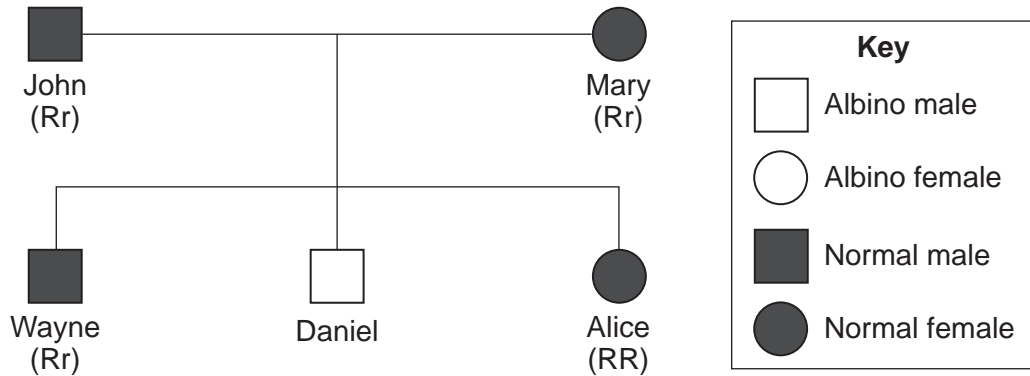 John
(Rr)
Mary
(Rr)
Wayne
(Rr)
Daniel
Alice
(RR)
Key
Albino male
Albino female
Normal male
Normal female